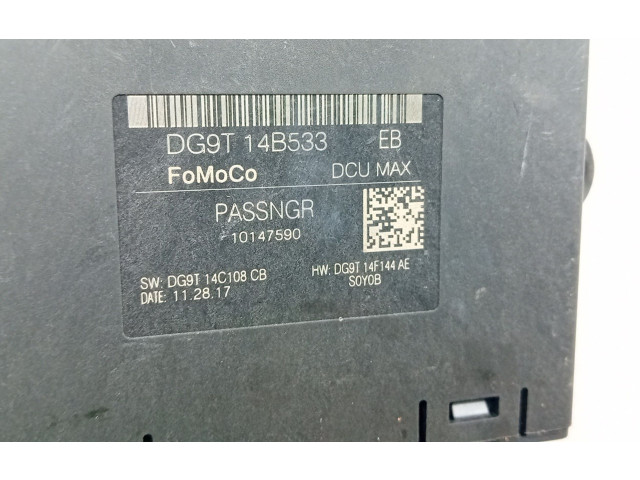 DG9T 14B533 EB
FoMoCo DCU MAX
PASSNGR
10147590
SW: DG9T 14C108 CB HW: DG9T 14F144 AE
DATE: 11.28.17 S0Y0B